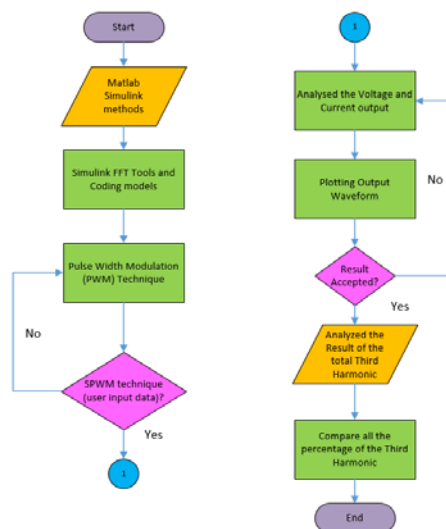 Start
Matlab
Simulink
methods
Simulink FFT Tools and
Coding models
Pulse Width Modulation
(PWM) Technique
No
SPWM technique
(user input data)?
Yes
1
1
Analysed the Voltage and
Current output
No
Plotting Output
Waveform
Result
Accepted?
Yes
Analyzed the
Result of the
total Third
Harmonic
Compare all the
percentage of the Third
Harmonic
End